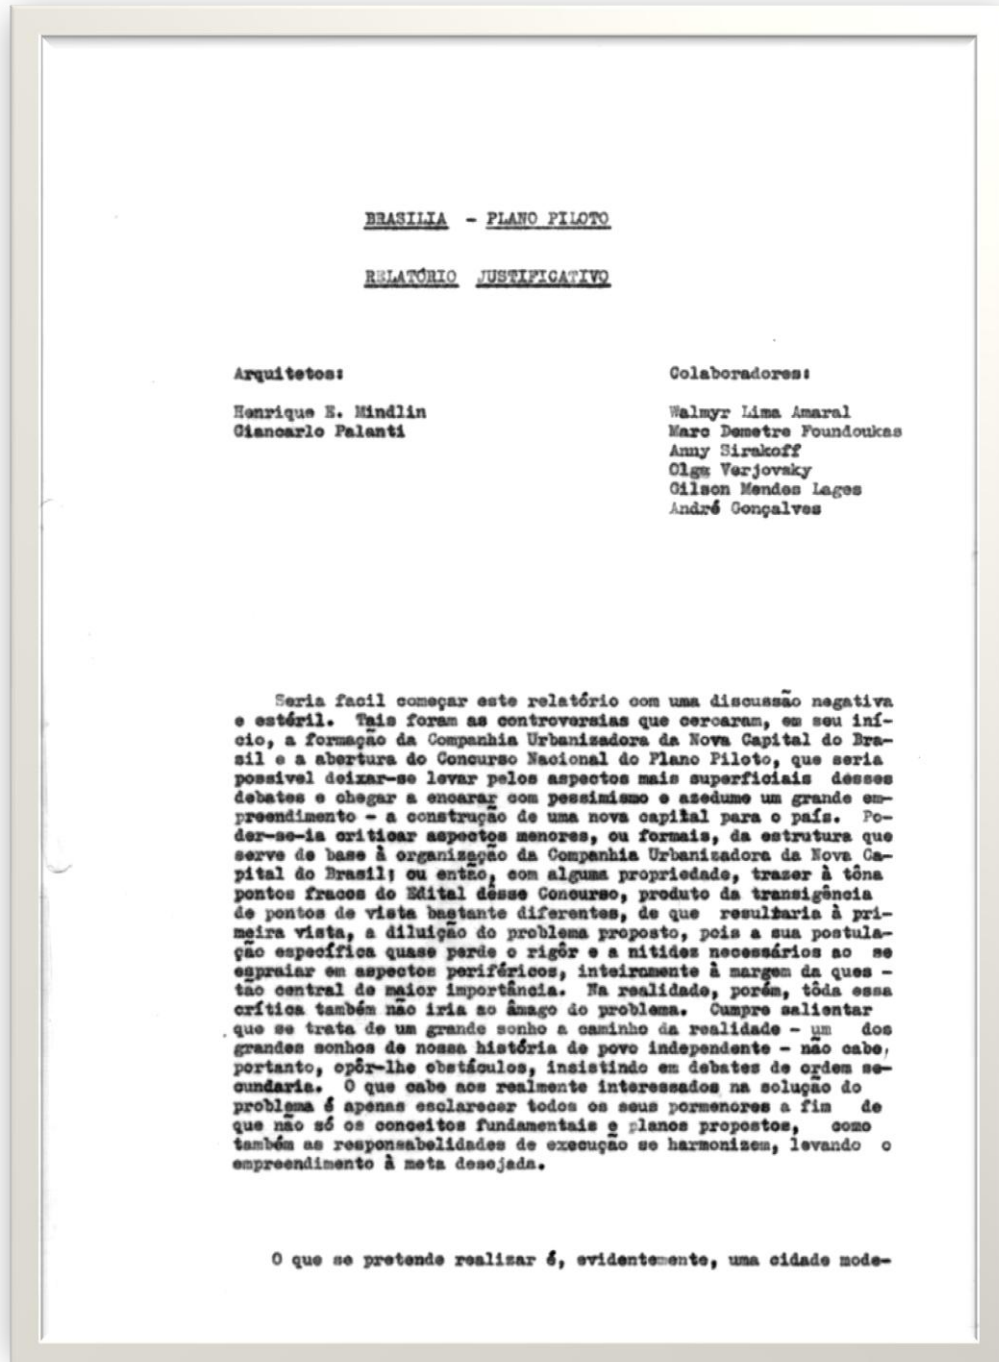 BRASILIA - PLANO PILOTO
RELATÓRIO JUSTIFICATIVO
Arquitetos:
Henrique E. Mindlin
Giancarlo Palanti
Colaboradores:
Walmyr Lima Amaral
Marc Demetre Foundoukas
Anny Sirakoff
Olga Verjovsky
Gilson Mendes Lages
André Gonçalves
Seria facil começar este relatório com uma discussão negativa
e estéril. Tais foram as controversias que cercaram, em seu iní-
cio, a formação da Companhia Urbanizadora da Nova Capital do Bra-
sil e a abertura do Concurso Nacional do Plano Piloto, que seria
possivel deixar-se levar pelos aspectos mais superficiais desses
debates e chegar a encarar com pessimismo e azedume um grande em-
preendimento - a construção de uma nova capital para o país. Po-
der-se-ia criticar aspectos menores, ou formais, da estrutura que
serve de base à organização da Companhia Urbanizadora da Nova Ca-
pital do Brasil; ou então, com alguma propriedade, trazer à tôna
pontos fracos do Edital dêsse Concurso, produto da transigência
de pontos de vista bastante diferentes, de que resultaria à pri-
meira vista, a diluição do problema proposto, pois a sua postula-
ção específica quase perde o rigôr e a nitidez necessários ao se
espraiar em aspectos periféricos, inteiramente à margem da ques -
tão central de maior importância. Na realidade, porém, tôda essa
crítica também não iria ao âmago do problema. Cumpre salientar
que se trata de um grande sonho a caminho da realidade - um dos
grandes sonhos de nossa história de povo independente - não cabe,
portanto, opôr-lhe obstáculos, insistindo em debates de ordem se-
cundaria. O que cabe aos realmente interessados na solução do
problema é apenas esclarecer todos os seus pormenores a fim de
que não só os conceitos fundamentais e planos propostos, como
também as responsabelidades de execução se harmonizem, levando o
empreendimento à meta desejada.
O que se pretende realizar é, evidentemente, uma cidade mode-